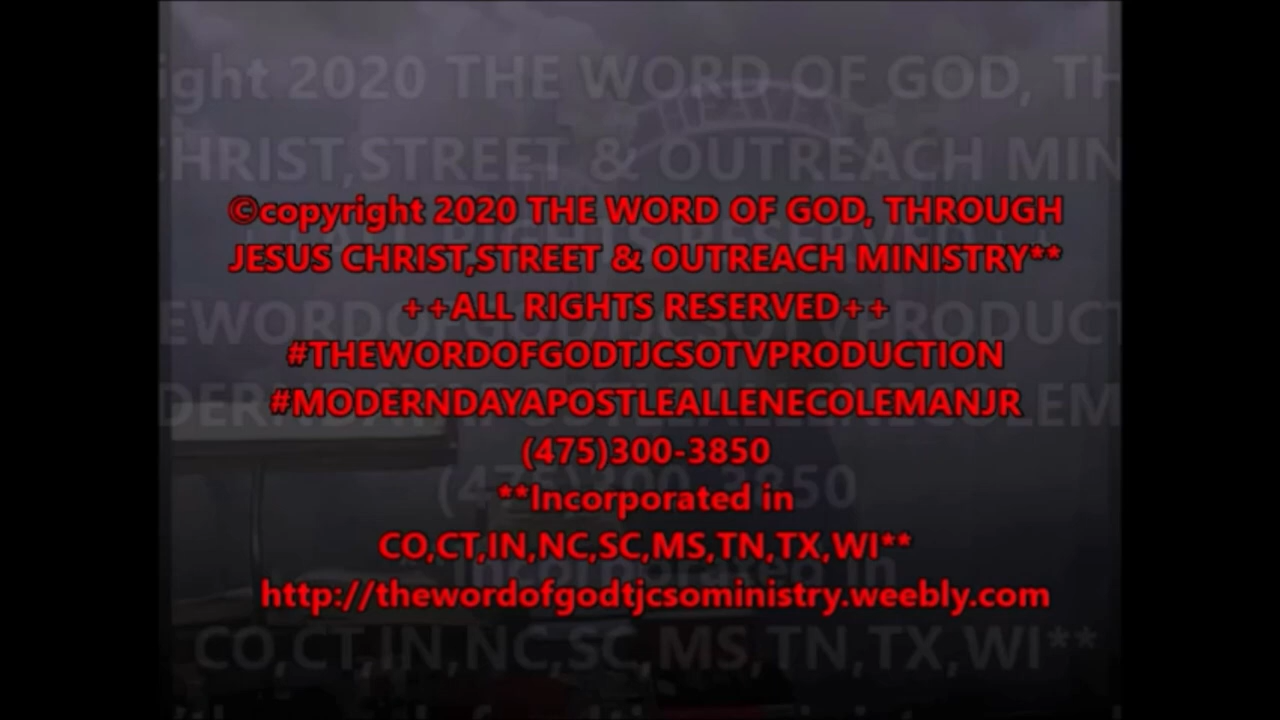 ©copyright 2020 THE WORD OF GOD, THROUGH
JESUS CHRIST,STREET & OUTREACH MINISTRY**
++ALL RIGHTS RESERVED++
#THEWORDOFGODTJCSOTVPRODUCTION
#MODERNDAYAPOSTLEALLENECOLEMANJR
(475)300-3850
**Incorporated in
CO,CT,IN,NC,SC,MS,TN,TX,WI**
http://thewordofgodtjcsoministry.weebly.com